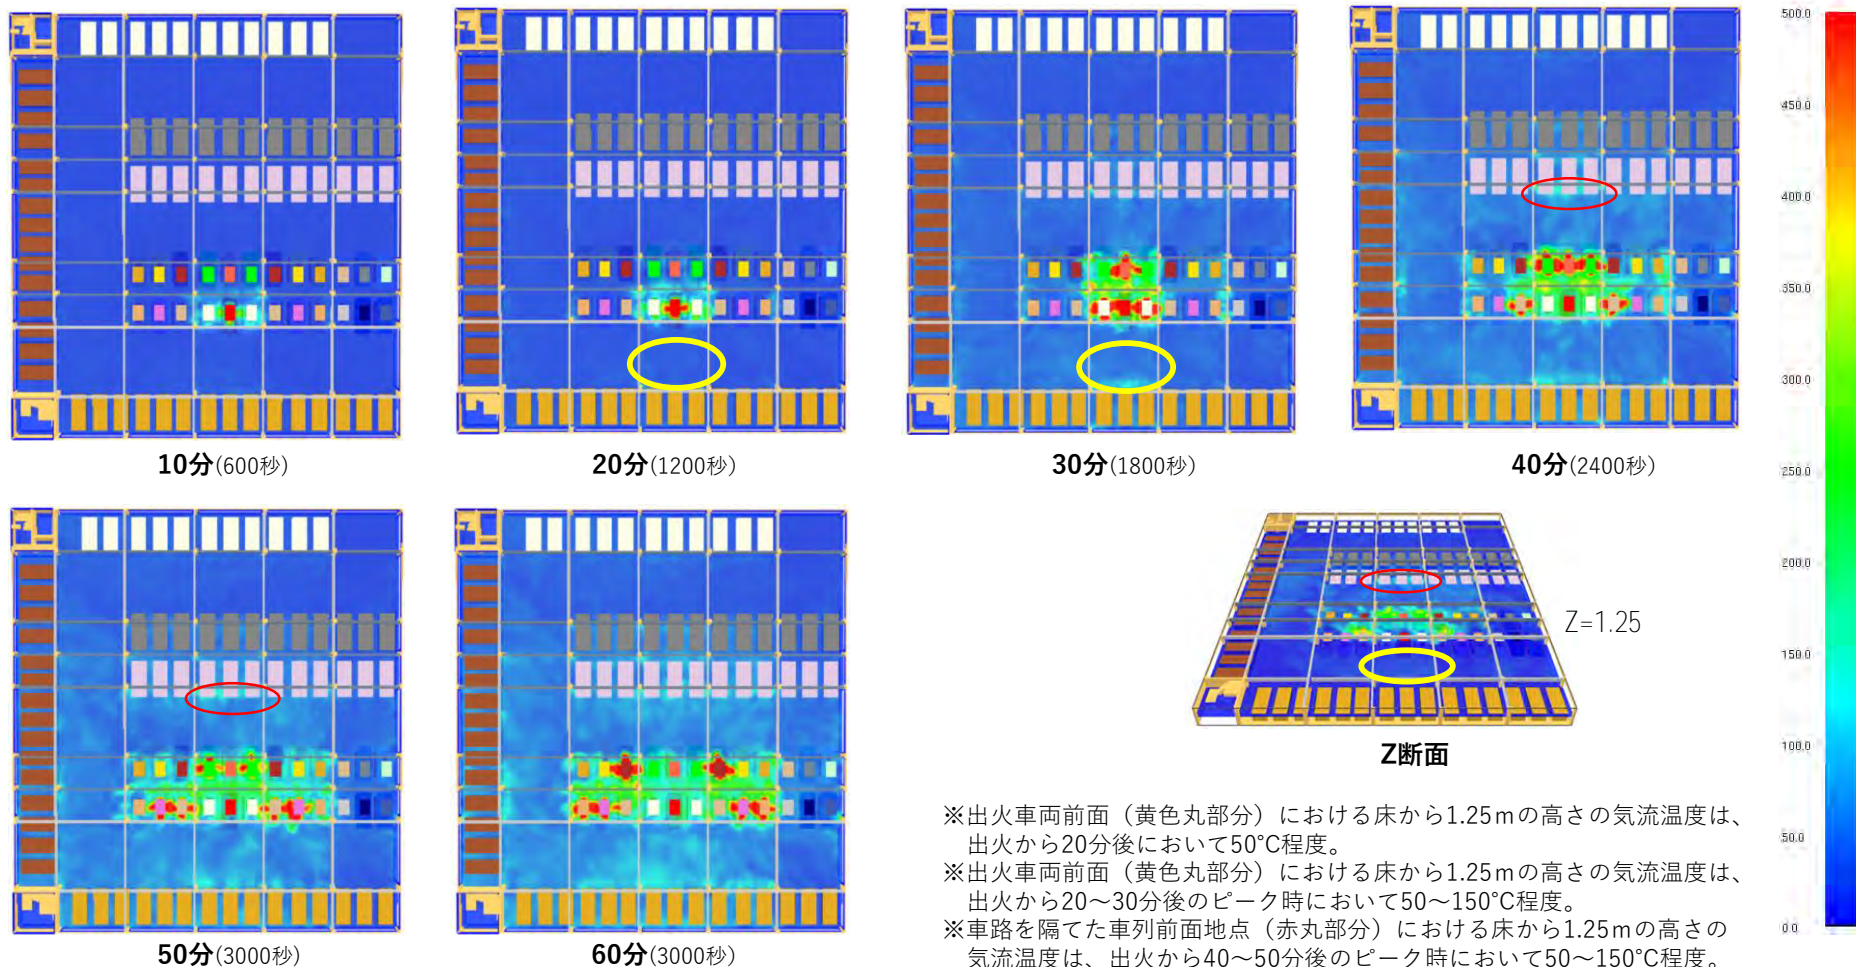 10分(600秒)
20分(1200秒)
30分(1800秒)
40分(2400秒)
50分(3000秒)
60分(3000秒)
500.0
450.0
400.0
350.0
300.0
250.0
200.0
150.0
100.0
50.0
0.0
Z=1.25
Z断面
※出火車両前面（黄色丸部分）における床から1.25ｍの高さの気流温度は、
出火から20分後において50℃程度。
※出火車両前面（黄色丸部分）における床から1.25ｍの高さの気流温度は、
出火から20～30分後のピーク時において50～150℃程度。
※車路を隔てた車列前面地点（赤丸部分）における床から1.25ｍの高さの
気流温度は、出火から40～50分後のピーク時において50～150℃程度。